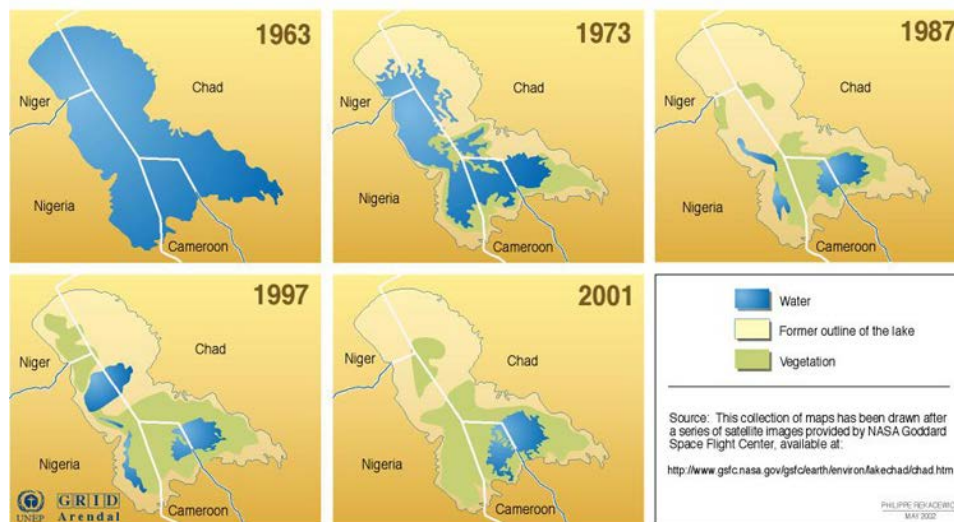 1963
Niger
Chad
Nigeria
Cameroon
1973
Niger
Chad
Nigeria
Cameroon
1987
Niger
Chad
Nigeria
Cameroon
1997
Niger
Chad
Nigeria
Cameroon
UNEP
GRID
Arendal
2001
Niger
Chad
Nigeria
Cameroon
Water
Former outline of the lake
Vegetation
Source: This collection of maps has been drawn after
a series of satellite images provided by NASA Goddard
Space Flight Center, available at:
http://www.gsfc.nasa.gov/gsfc/earth/environ/lakechad/chad.htm
PHILIPPE REKACEWICZ
MAY 2002